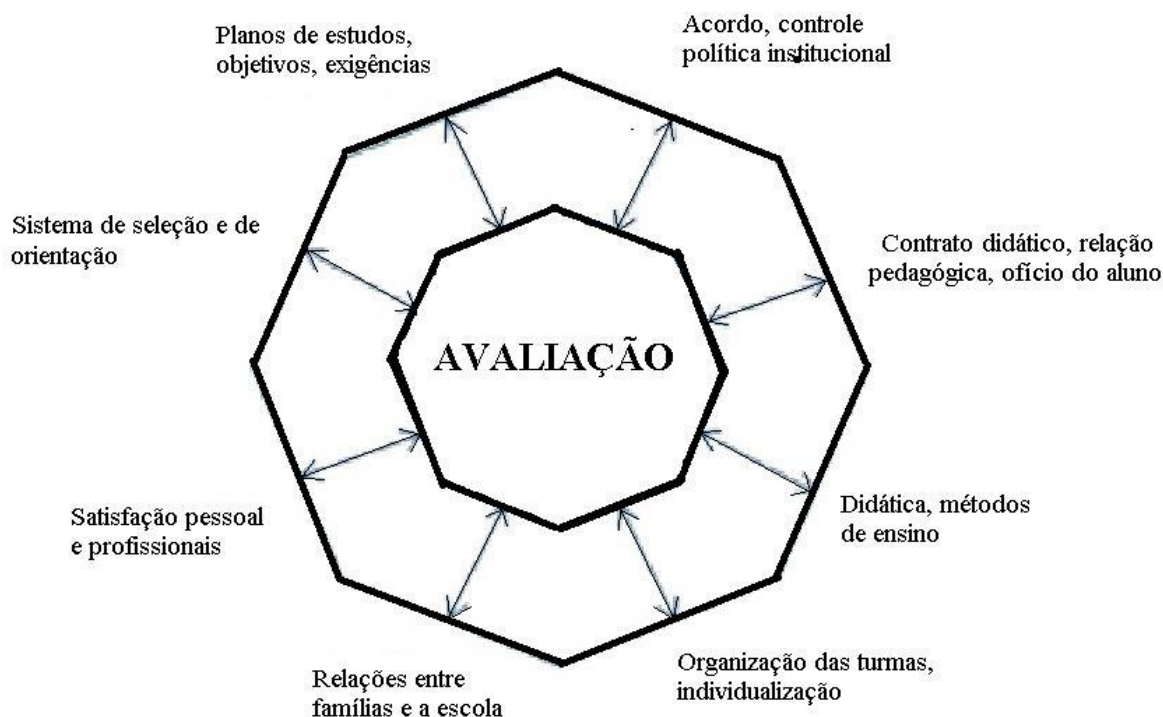 Planos de estudos,
objetivos, exigências
Acordo, controle
política institucional
Sistema de seleção e de
orientação
Contrato didático, relação
pedagógica, ofício do aluno
AVALIAÇÃO
Satisfação pessoal
e profissionais
Didática, métodos
de ensino
Relações entre
famílias e a escola
Organização das turmas,
individualização